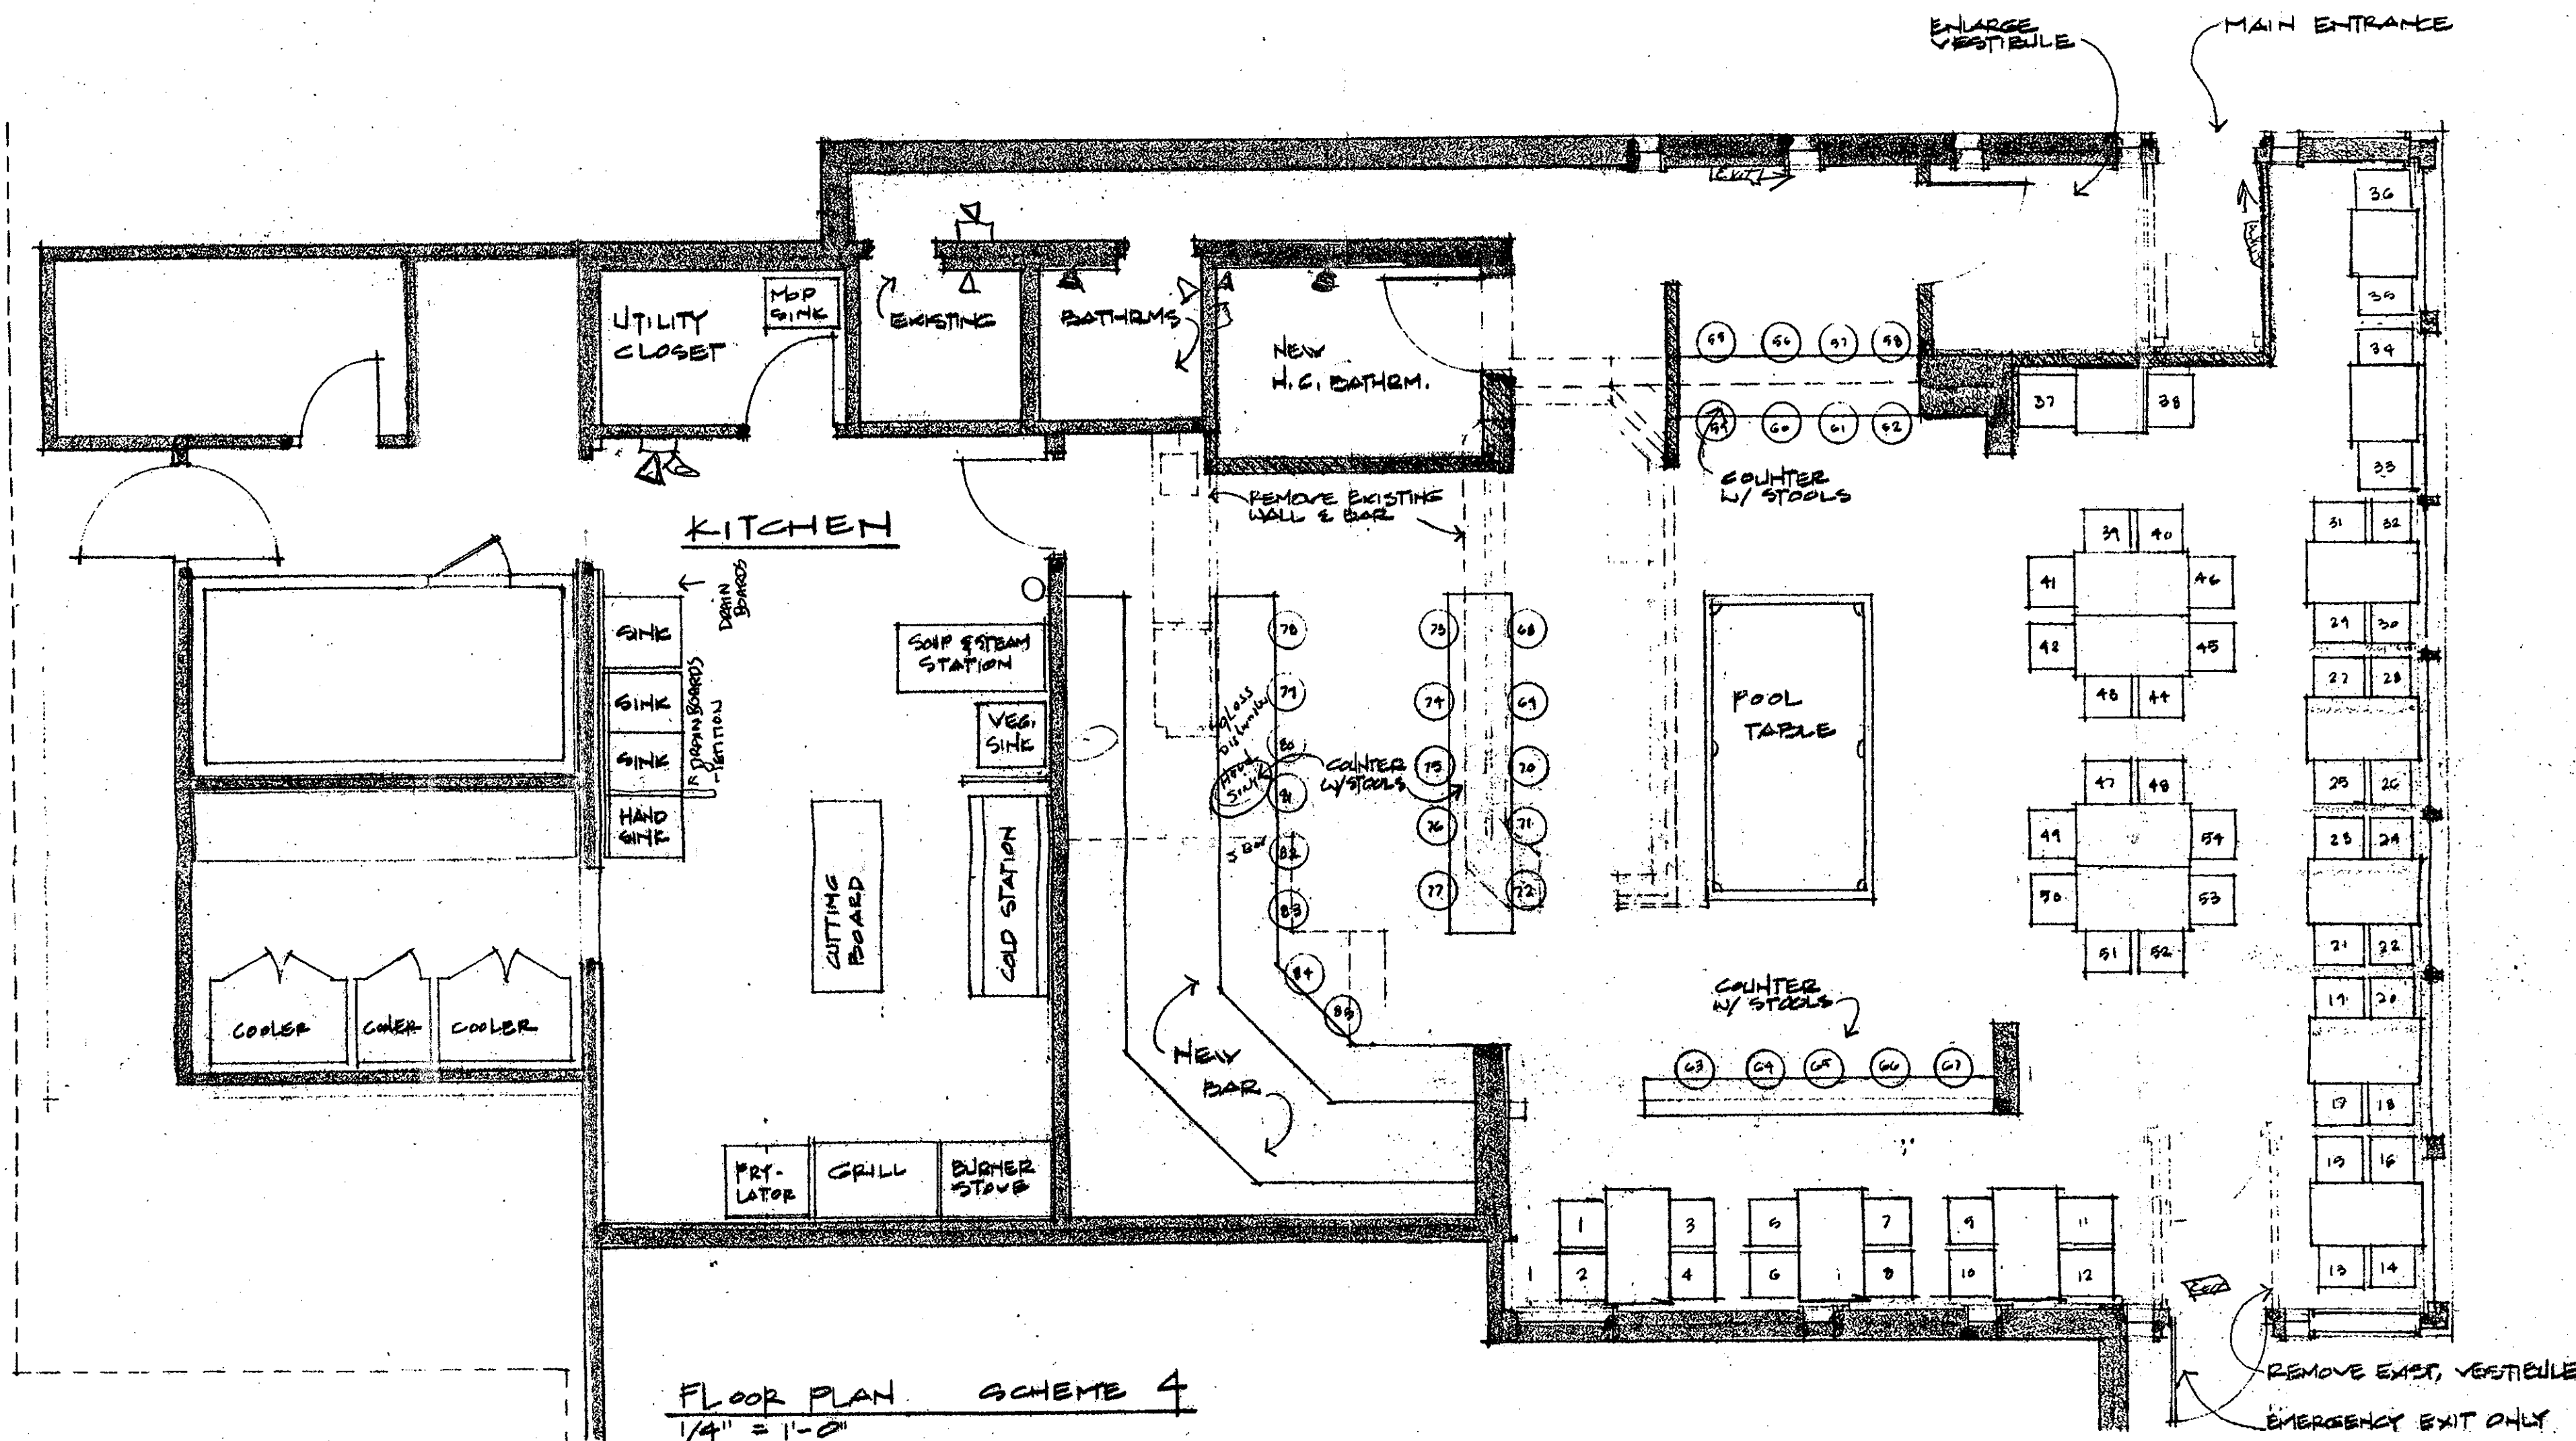 ENLARGE
VESTIBULE
MAIN ENTRANCE
EXIT
36
35
34
33
MOP
SINK
UTILITY
CLOSET
EXISTING
BATHRMS
NEW
H.C. BATHRM.
55 56 57 58
59 60 61 62
37 38
COUNTER
W/ STOOLS
REMOVE EXISTING
WALL & BAR
KITCHEN
DRAIN
BOARDS
SINK
SINK
SINK
HAND
SINK
DRAINBOARDS
SOUP & STEAM
STATION
VEG.
SINK
CUTTING
BOARD
COLD STATION
COOLER
COOLER
COOLER
78
79
80
81
82
83
84
85
glass
Hand
Sink
COUNTER
W/STOOLS
73 68
74 69
75 70
76 71
77 72
POOL
TABLE
39 40
41 46
42 45
43 44
47 48
49 54
50 53
51 52
31 32
29 30
27 28
25 26
23 24
21 22
19 20
17 18
15 16
13 14
COUNTER
W/ STOOLS
63 64 65 66 67
NEW
BAR
FRY-
LATOR
GRILL
BURNER
STOVE
1 3 5 7 9 11
2 4 6 8 10 12
REMOVE EXIST. VESTIBULE
EMERGENCY EXIT ONLY
FLOOR PLAN SCHEME 4
1/4" = 1'-0"